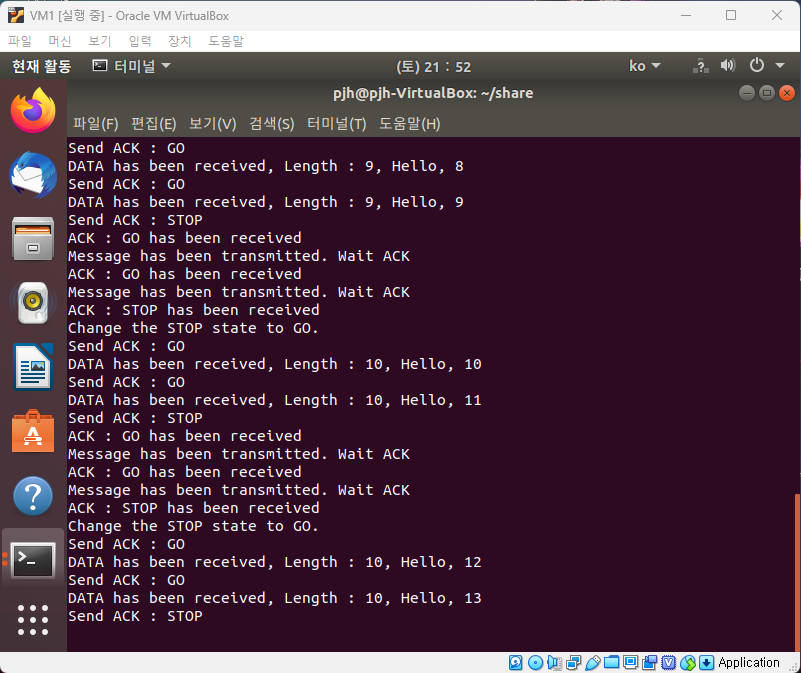 VM1 [실행 중] - Oracle VM VirtualBox
파일 머신 보기 입력 장치 도움말
현재 활동 터미널 (토) 21 : 52 ko
pjh@pjh-VirtualBox: ~/share
파일(F) 편집(E) 보기(V) 검색(S) 터미널(T) 도움말(H)
Send ACK : GO
DATA has been received, Length : 9, Hello, 8
Send ACK : GO
DATA has been received, Length : 9, Hello, 9
Send ACK : STOP
ACK : GO has been received
Message has been transmitted. Wait ACK
ACK : GO has been received
Message has been transmitted. Wait ACK
ACK : STOP has been received
Change the STOP state to GO.
Send ACK : GO
DATA has been received, Length : 10, Hello, 10
Send ACK : GO
DATA has been received, Length : 10, Hello, 11
Send ACK : STOP
ACK : GO has been received
Message has been transmitted. Wait ACK
ACK : GO has been received
Message has been transmitted. Wait ACK
ACK : STOP has been received
Change the STOP state to GO.
Send ACK : GO
DATA has been received, Length : 10, Hello, 12
Send ACK : GO
DATA has been received, Length : 10, Hello, 13
Send ACK : STOP
Application